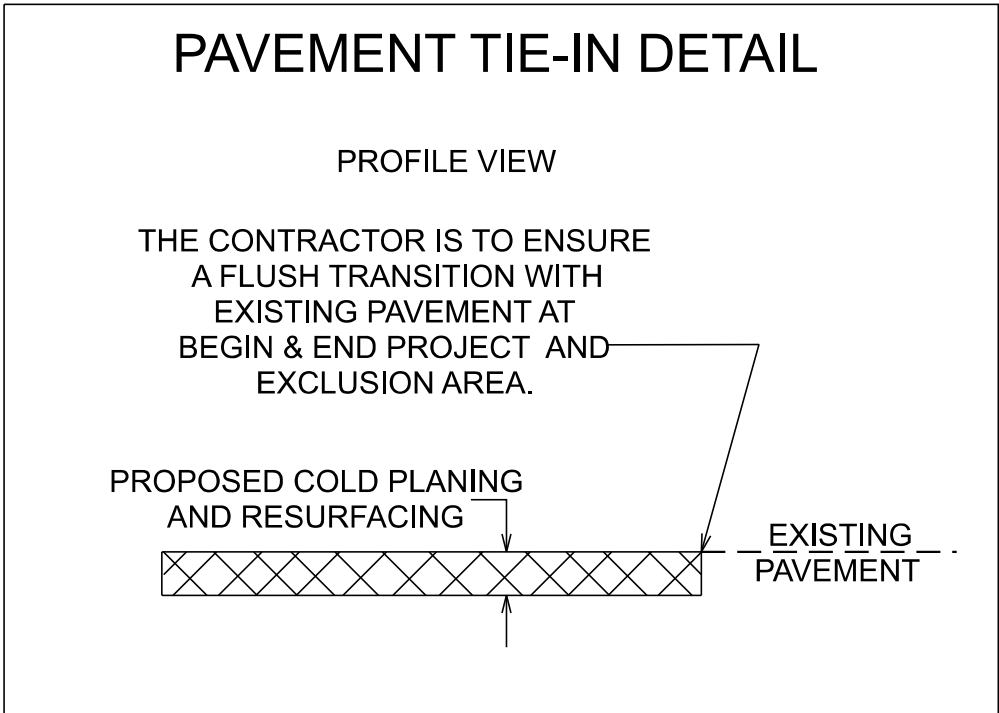 PAVEMENT TIE-IN DETAIL
PROFILE VIEW
THE CONTRACTOR IS TO ENSURE
A FLUSH TRANSITION WITH
EXISTING PAVEMENT AT
BEGIN & END PROJECT AND
EXCLUSION AREA.
PROPOSED COLD PLANING
AND RESURFACING
EXISTING
PAVEMENT